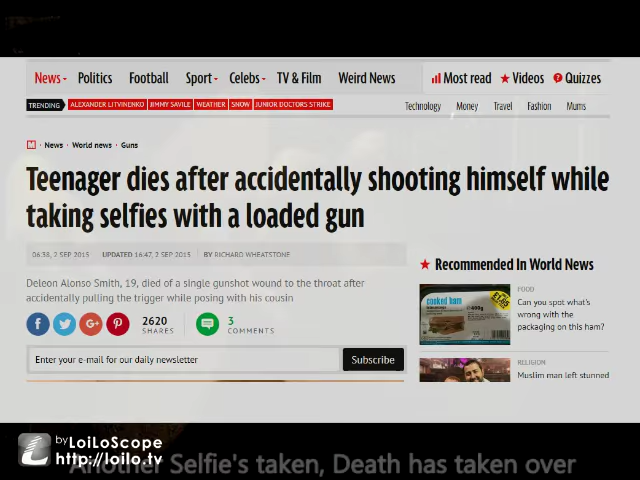 News Politics Football Sport Celebs TV & Film Weird News Most read Videos Quizzes
TRENDING ALEXANDER LITVINENKO JIMMY SAVILE WEATHER SNOW JUNIOR DOCTORS STRIKE Technology Money Travel Fashion Mums
M News World news Guns
Teenager dies after accidentally shooting himself while
taking selfies with a loaded gun
06:38, 2 SEP 2015 UPDATED 16:47, 2 SEP 2015 BY RICHARD WHEATSTONE
Deleon Alonso Smith, 19, died of a single gunshot wound to the throat after
accidentally pulling the trigger while posing with his cousin
2620
SHARES
3
COMMENTS
Enter your e-mail for our daily newsletter Subscribe
Recommended In World News
cooked ham
FOOD
Can you spot what's
wrong with the
packaging on this ham?
RELIGION
Muslim man left stunned
by LoiLoScope
http://loilo.tv
Another Selfie's taken, Death has taken over